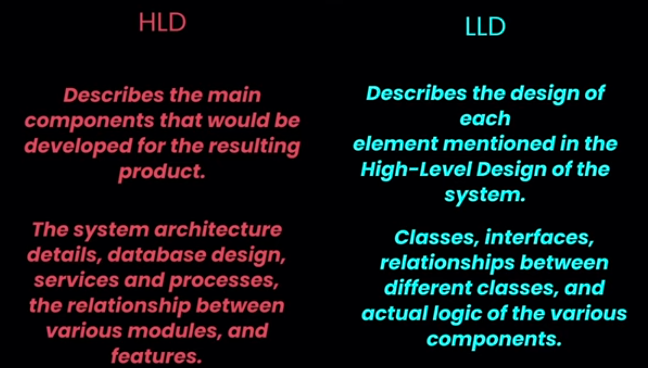 HLD
Describes the main
components that would be
developed for the resulting
product.
The system architecture
details, database design,
services and processes,
the relationship between
various modules, and
features.
LLD
Describes the design of
each
element mentioned in the
High-Level Design of the
system.
Classes, interfaces,
relationships between
different classes, and
actual logic of the various
components.